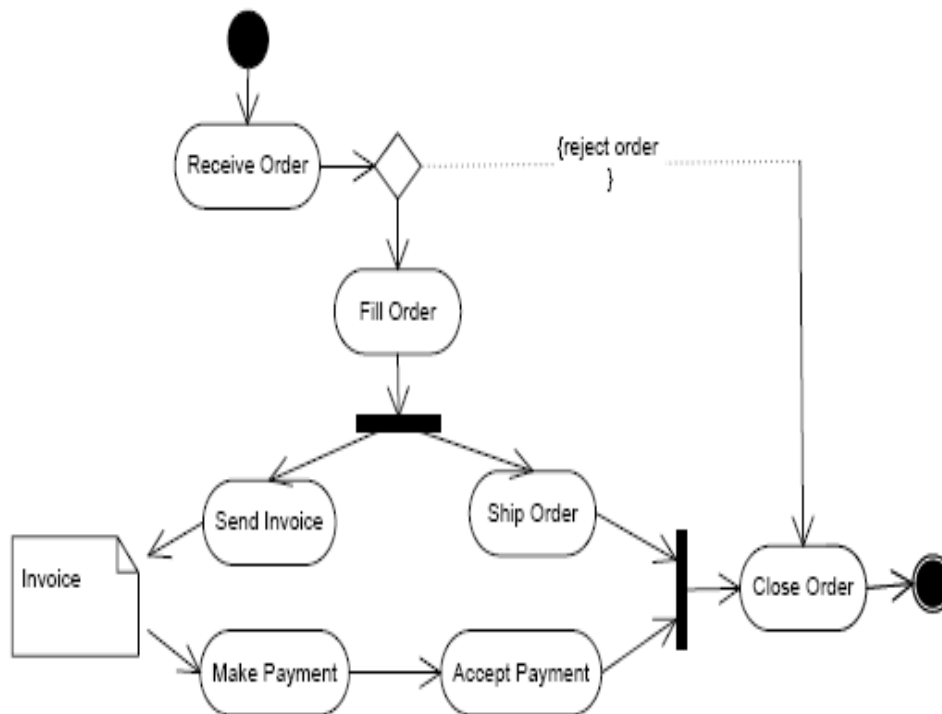 Receive Order
{reject order
}
Fill Order
Send Invoice
Ship Order
Invoice
Close Order
Make Payment
Accept Payment